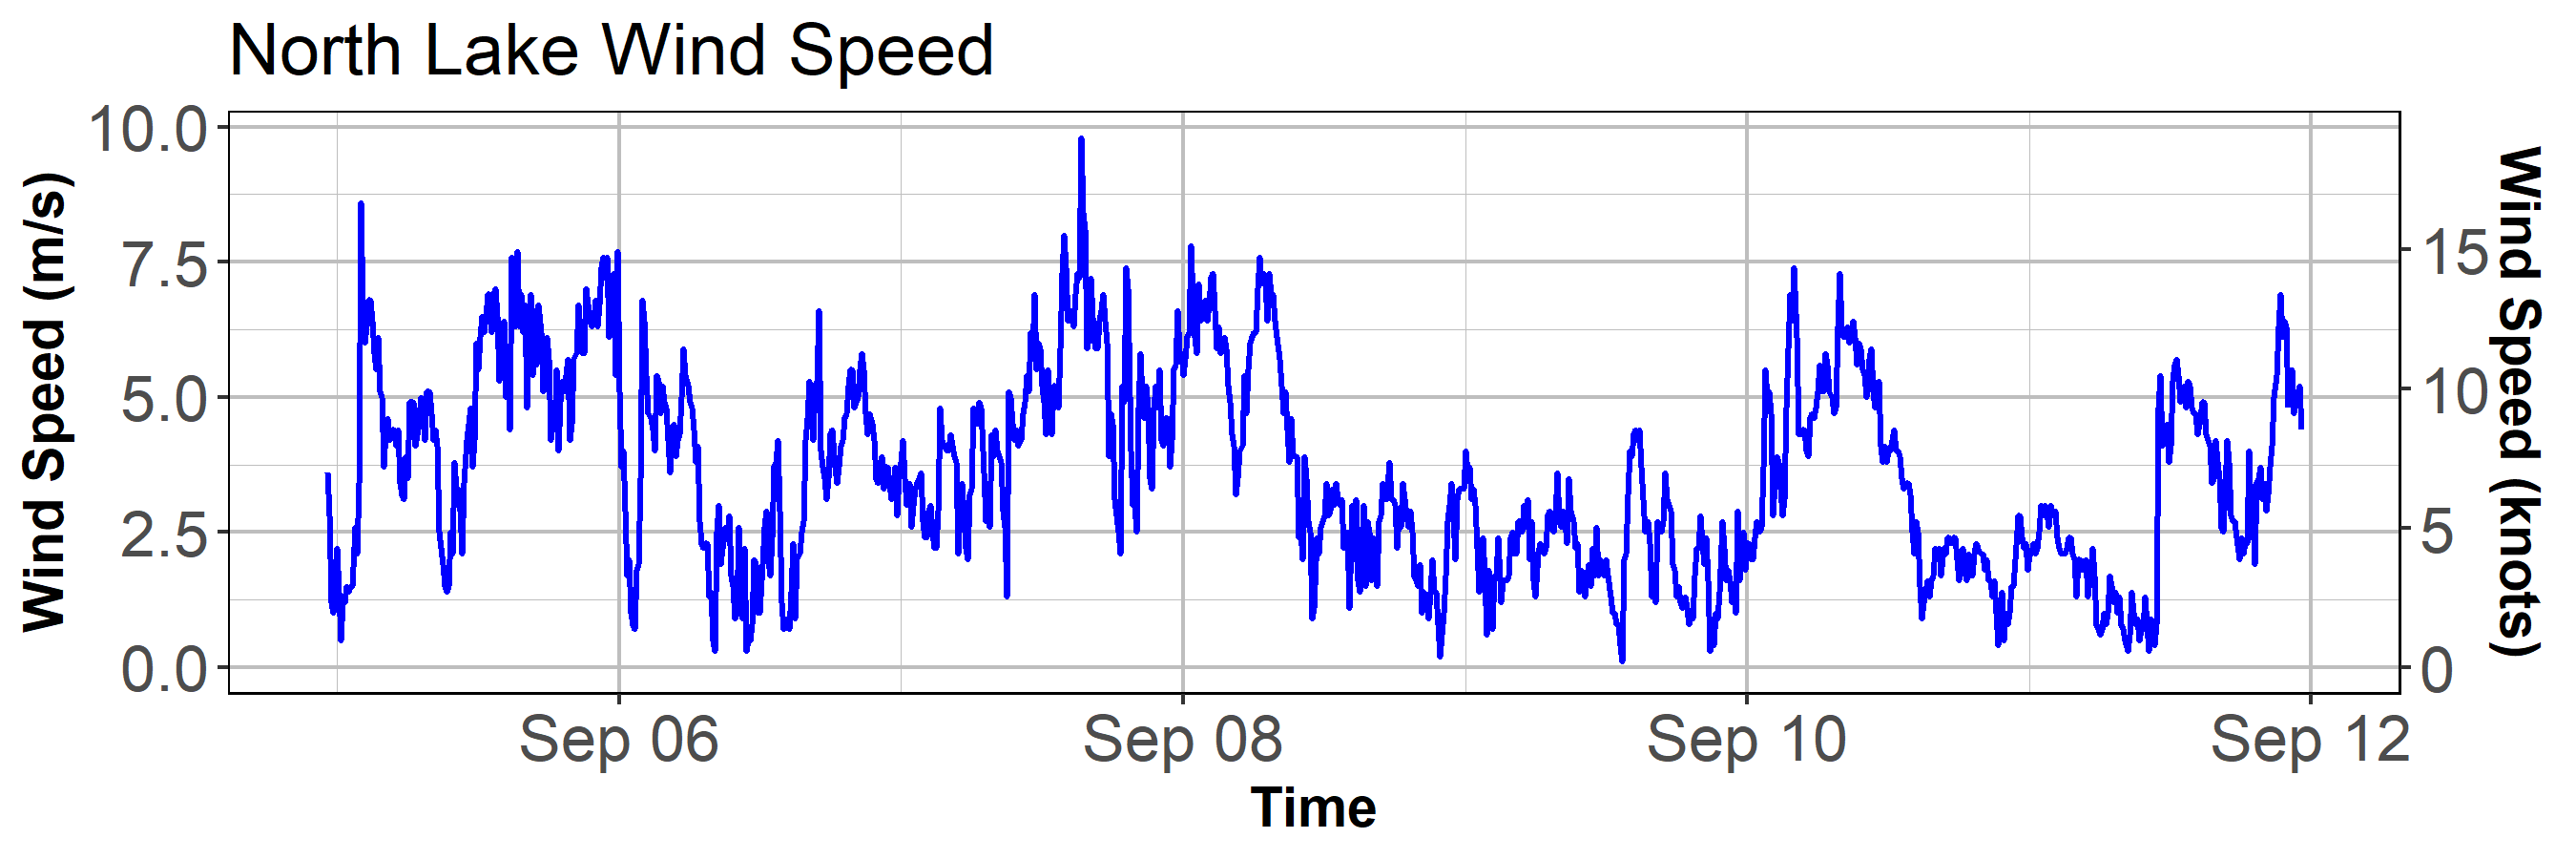 North Lake Wind Speed
Wind Speed (m/s)
10.0
7.5
5.0
2.5
0.0
Wind Speed (knots)
15
10
5
0
Sep 06
Sep 08
Sep 10
Sep 12
Time